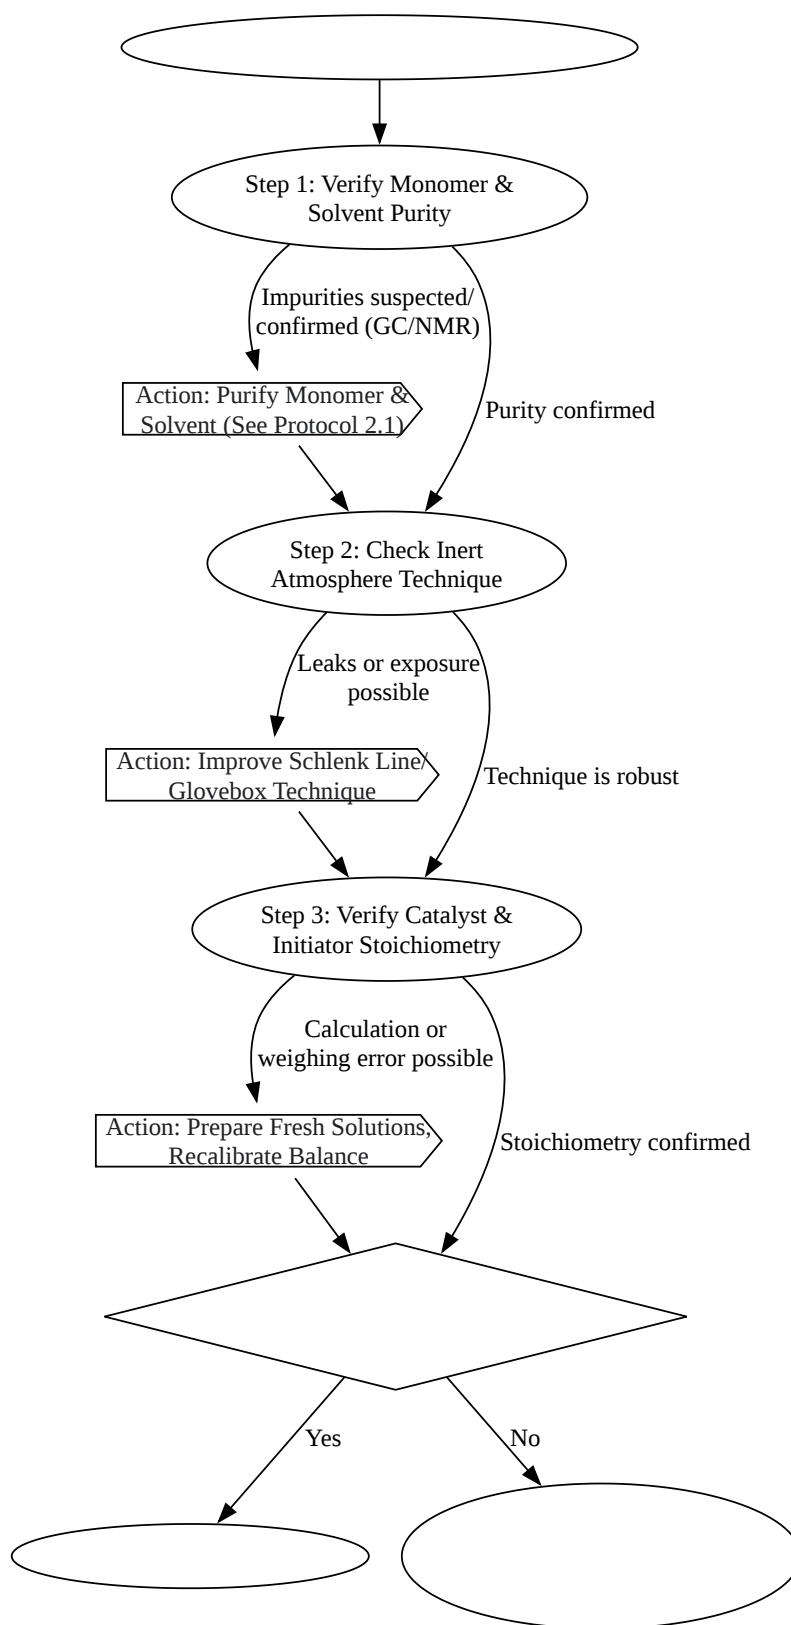 Step 1: Verify Monomer &
Solvent Purity
Impurities suspected/
confirmed (GC/NMR)
Action: Purify Monomer &
Solvent (See Protocol 2.1)
Purity confirmed
Step 2: Check Inert
Atmosphere Technique
Leaks or exposure
possible
Action: Improve Schlenk Line/
Glovebox Technique
Technique is robust
Step 3: Verify Catalyst &
Initiator Stoichiometry
Calculation or
weighing error possible
Action: Prepare Fresh Solutions,
Recalibrate Balance
Stoichiometry confirmed
Yes
No